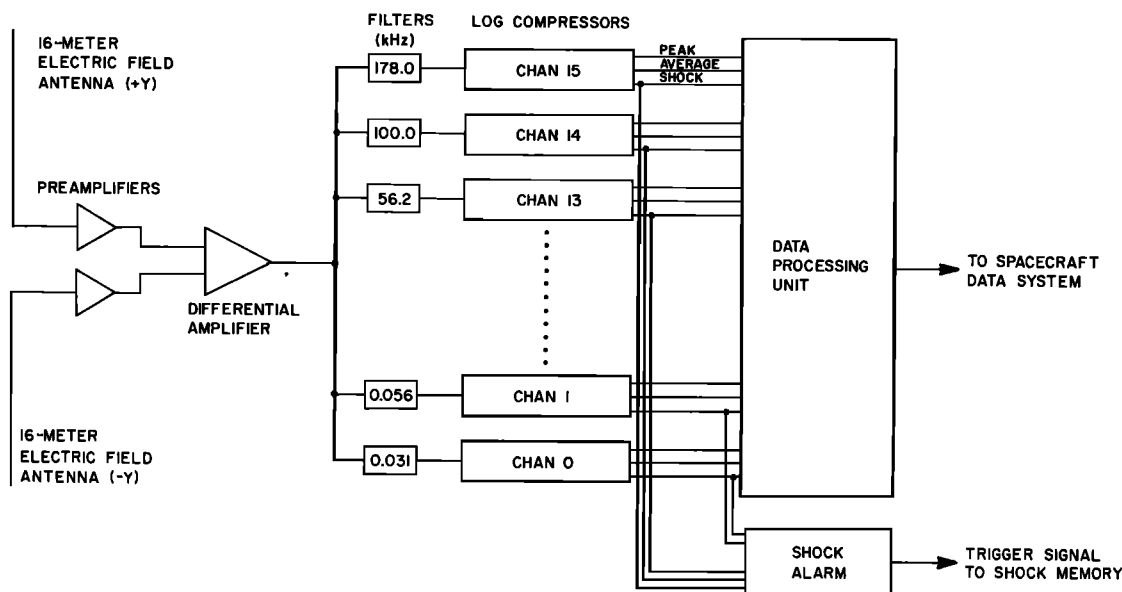 16-METER
ELECTRIC FIELD
ANTENNA (+Y)
FILTERS
(kHz)
LOG COMPRESSORS
178.0
CHAN 15
PEAK
AVERAGE
SHOCK
100.0
CHAN 14
56.2
CHAN 13
PREAMPLIFIERS
DIFFERENTIAL
AMPLIFIER
DATA
PROCESSING
UNIT
TO SPACECRAFT
DATA SYSTEM
0.056
CHAN 1
0.031
CHAN 0
16-METER
ELECTRIC FIELD
ANTENNA (-Y)
SHOCK
ALARM
TRIGGER SIGNAL
TO SHOCK MEMORY